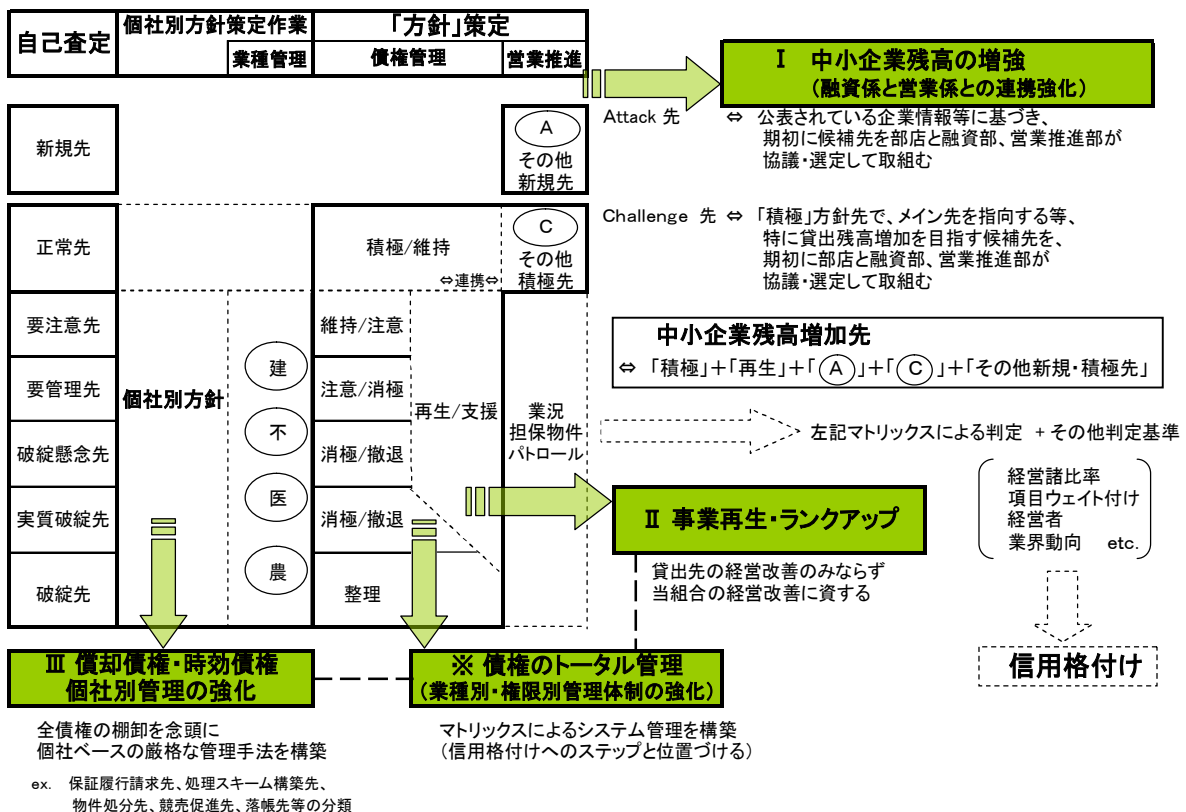 自己査定
個社別方針策定作業
「方針」策定
業種管理
債権管理
営業推進
新規先
A
その他
新規先
正常先
積極/維持
⇔連携⇔
C
その他
積極先
要注意先
要管理先
破綻懸念先
実質破綻先
破綻先
個社別方針
建
不
医
農
維持/注意
注意/消極
消極/撤退
消極/撤退
整理
再生/支援
業況
担保物件
パトロール
Ⅰ 中小企業残高の増強
(融資係と営業係との連携強化)
Attack 先 ⇔ 公表されている企業情報等に基づき、
期初に候補先を部店と融資部、営業推進部が
協議・選定して取組む
Challenge 先 ⇔ 「積極」方針先で、メイン先を指向する等、
特に貸出残高増加を目指す候補先を、
期初に部店と融資部、営業推進部が
協議・選定して取組む
中小企業残高増加先
⇔ 「積極」+「再生」+「A」+「C」+「その他新規・積極先」
左記マトリックスによる判定 + その他判定基準
経営諸比率
項目ウェイト付け
経営者
業界動向 etc.
信用格付け
Ⅱ 事業再生・ランクアップ
貸出先の経営改善のみならず
当組合の経営改善に資する
Ⅲ 償却債権・時効債権
個社別管理の強化
全債権の棚卸を念頭に
個社ベースの厳格な管理手法を構築
ex. 保証履行請求先、処理スキーム構築先、
物件処分先、競売促進先、落帳先等の分類
※ 債権のトータル管理
(業種別・権限別管理体制の強化)
マトリックスによるシステム管理を構築
(信用格付けへのステップと位置づける)